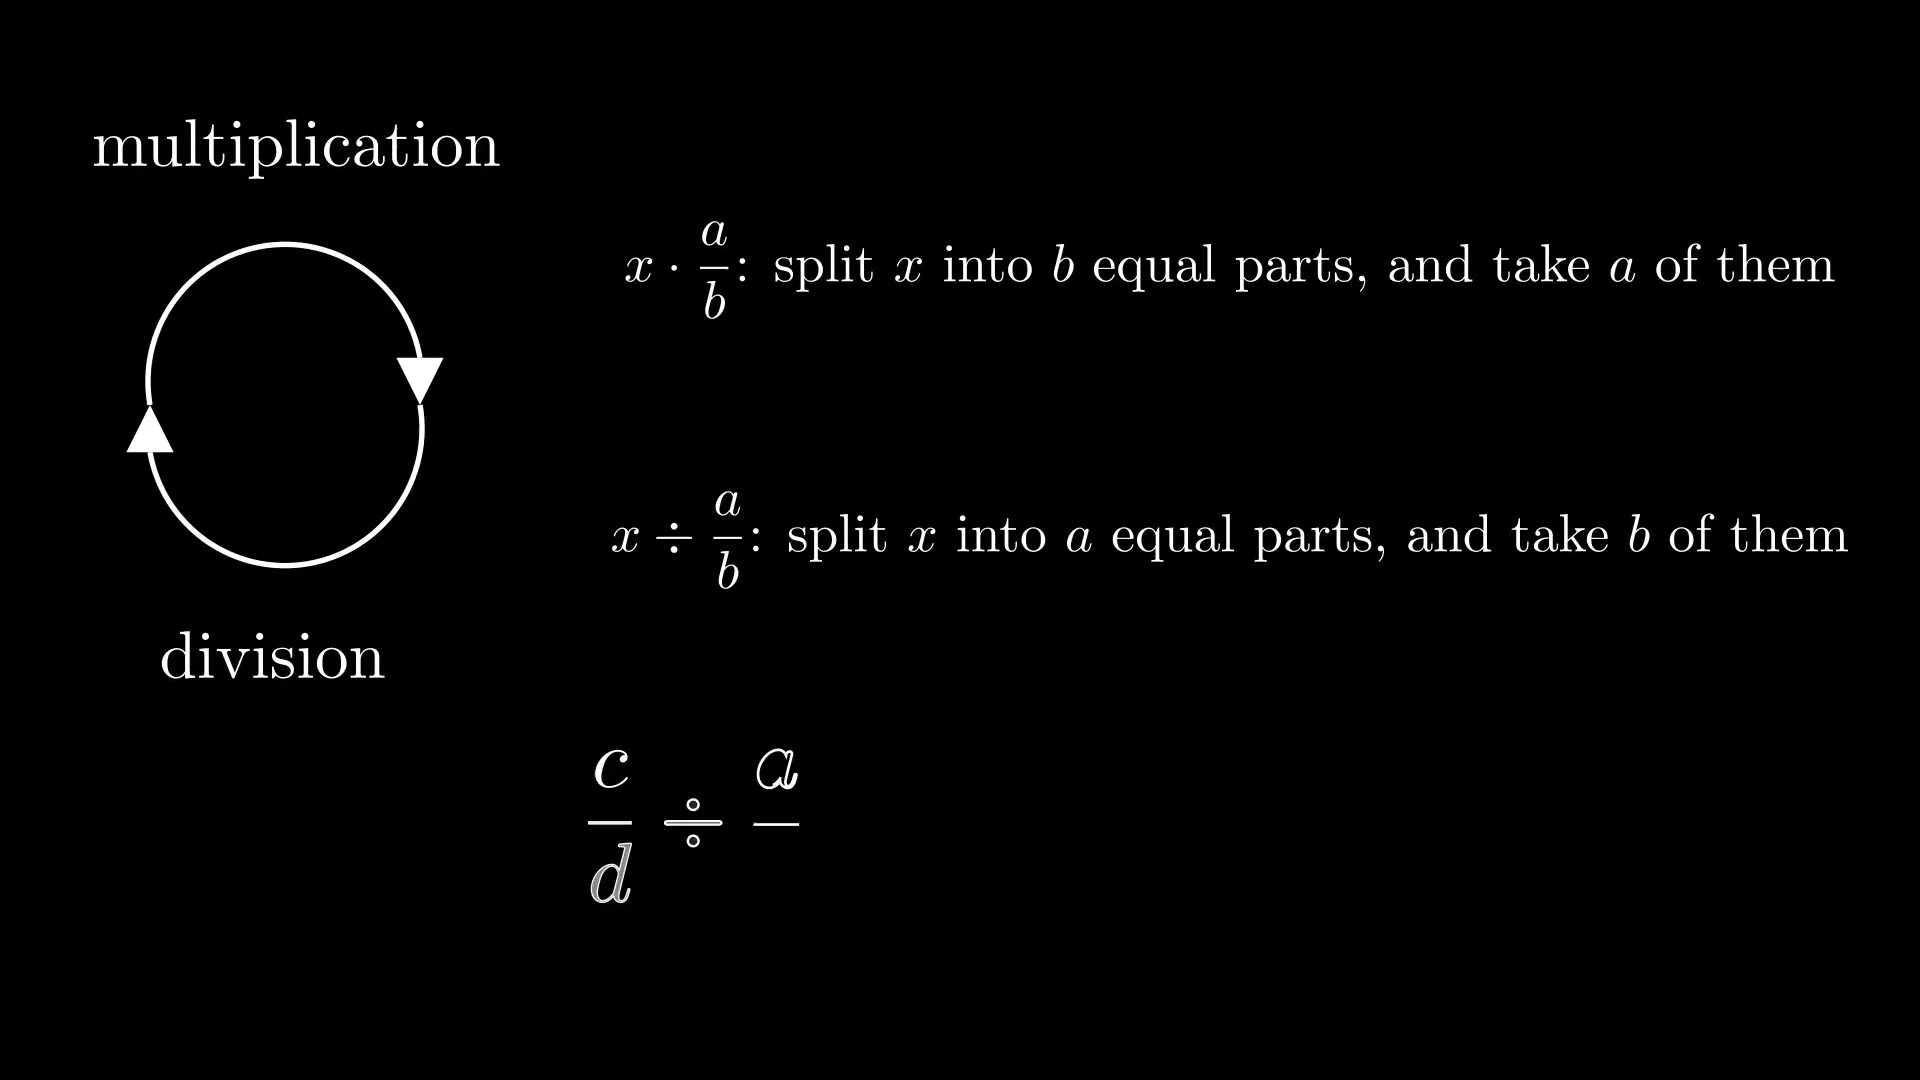 multiplication
x · a/b: split x into b equal parts, and take a of them
x ÷ a/b: split x into a equal parts, and take b of them
division
c/d ÷ a/